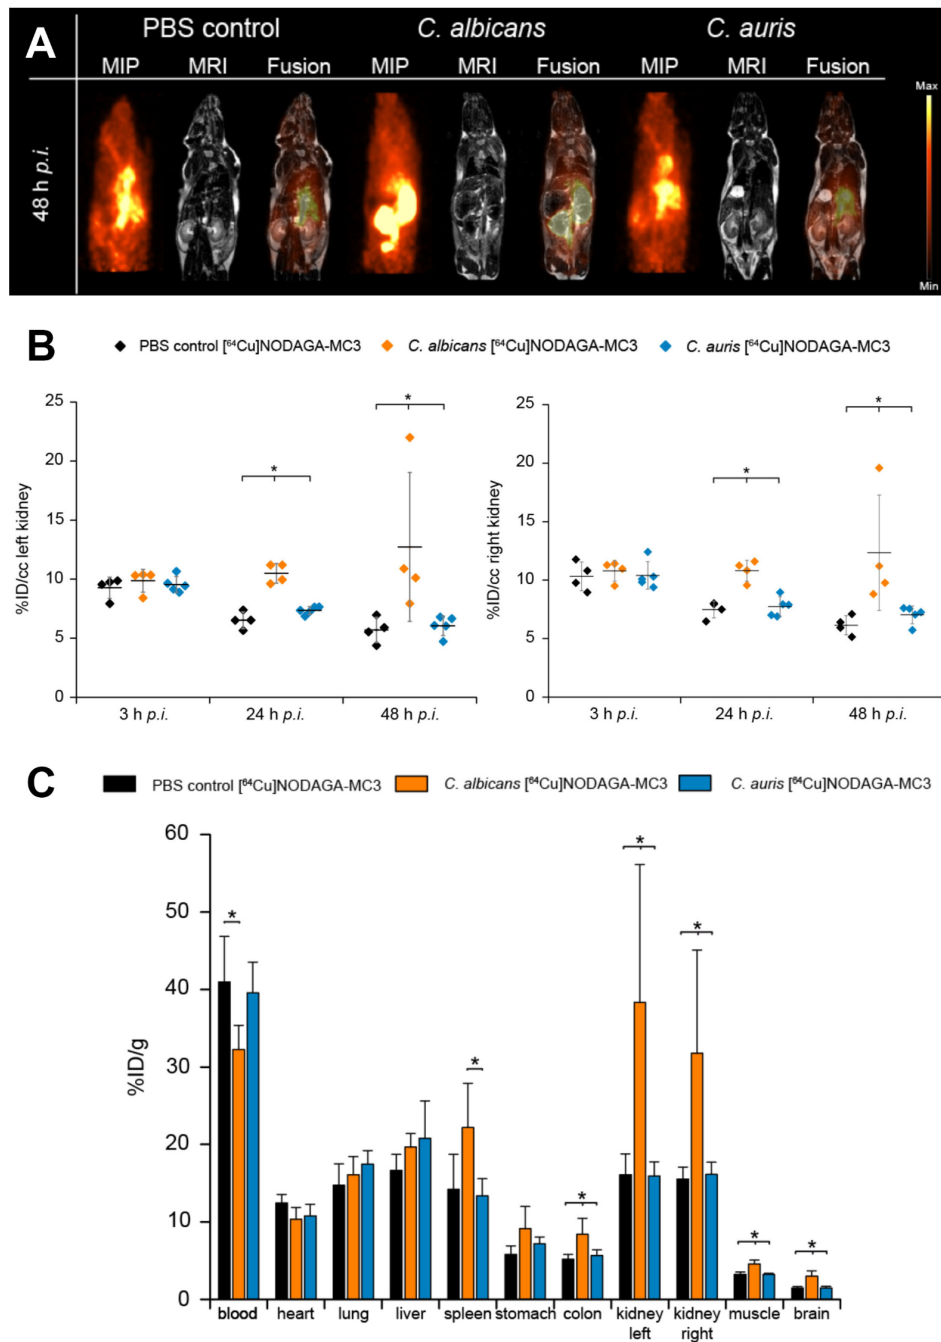 A
PBS control C. albicans C. auris
MIP MRI Fusion MIP MRI Fusion MIP MRI Fusion
Max
48 h p.i.
Min
B
PBS control [⁶⁴Cu]NODAGA-MC3 C. albicans [⁶⁴Cu]NODAGA-MC3 C. auris [⁶⁴Cu]NODAGA-MC3
%ID/cc left kidney
25
20
15
10
5
0
* *
3 h p.i. 24 h p.i. 48 h p.i.
%ID/cc right kidney
25
20
15
10
5
0
* *
3 h p.i. 24 h p.i. 48 h p.i.
C
PBS control [⁶⁴Cu]NODAGA-MC3 C. albicans [⁶⁴Cu]NODAGA-MC3 C. auris [⁶⁴Cu]NODAGA-MC3
%ID/g
60
50
40
30
20
10
0
* * * * * * *
blood heart lung liver spleen stomach colon kidney left kidney right muscle brain